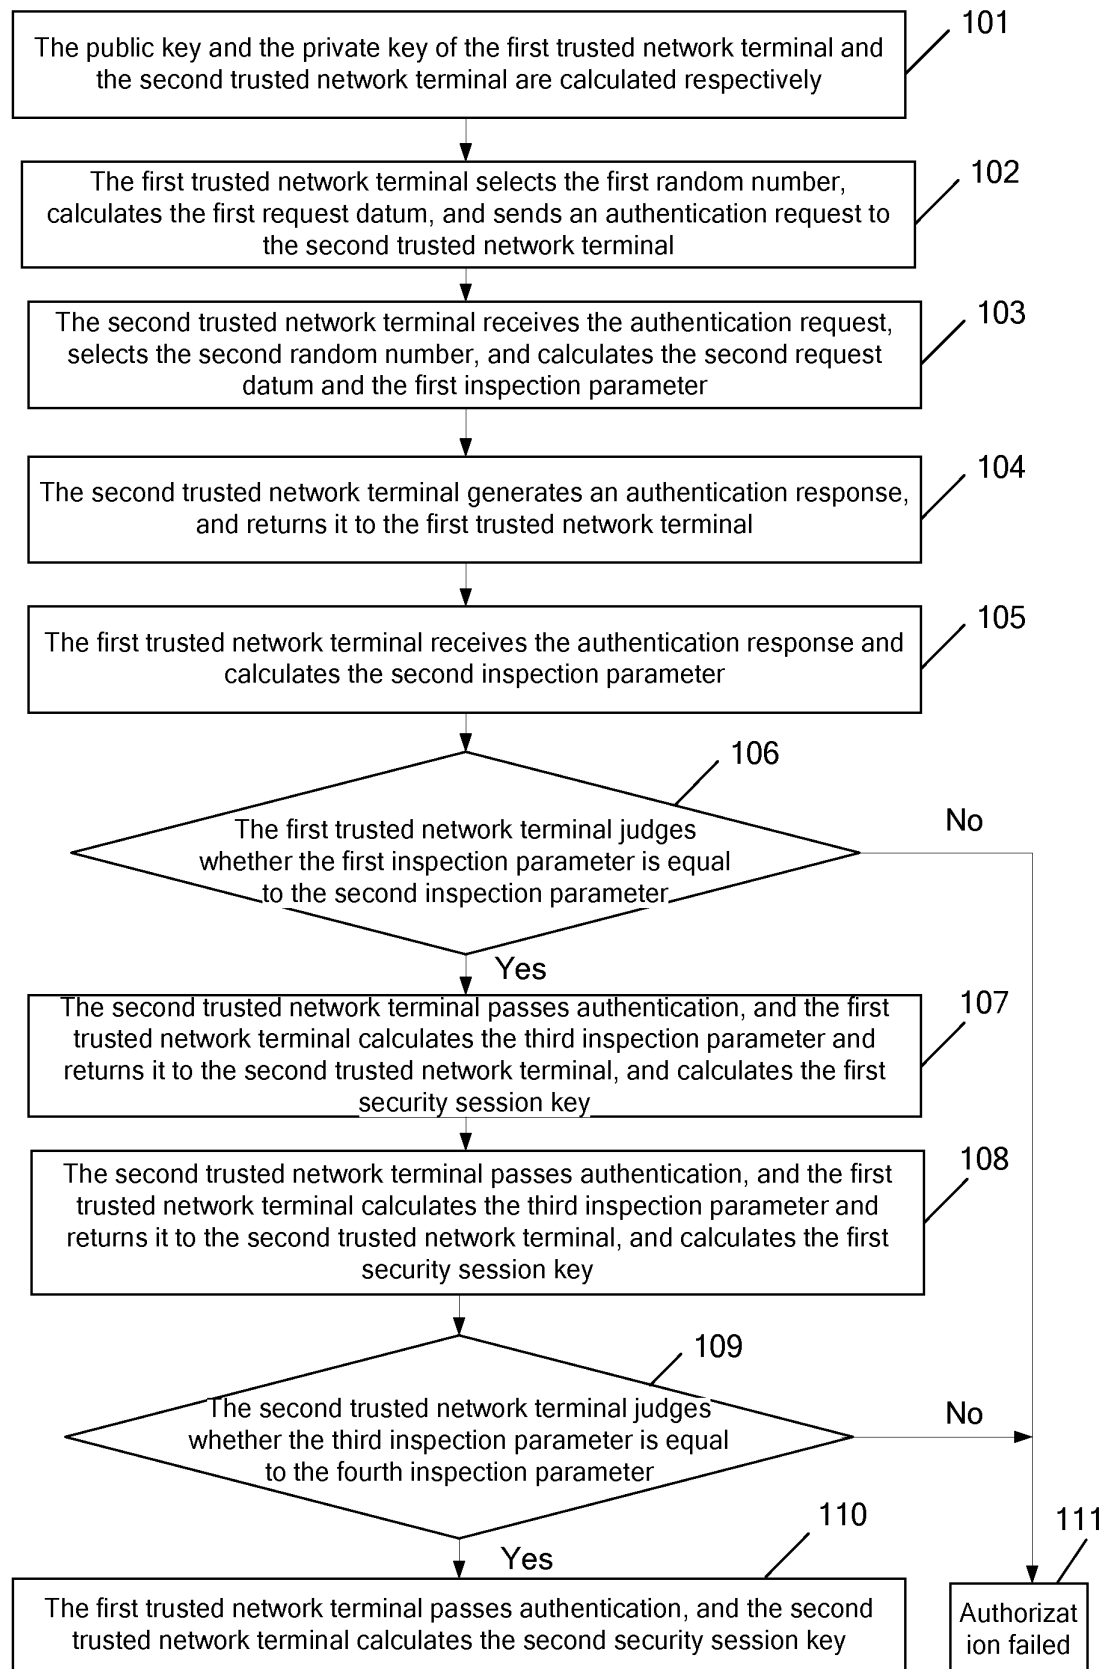 101
The public key and the private key of the first trusted network terminal and
the second trusted network terminal are calculated respectively
102
The first trusted network terminal selects the first random number,
calculates the first request datum, and sends an authentication request to
the second trusted network terminal
103
The second trusted network terminal receives the authentication request,
selects the second random number, and calculates the second request
datum and the first inspection parameter
104
The second trusted network terminal generates an authentication response,
and returns it to the first trusted network terminal
105
The first trusted network terminal receives the authentication response and
calculates the second inspection parameter
106
The first trusted network terminal judges
whether the first inspection parameter is equal
to the second inspection parameter
No
Yes
107
The second trusted network terminal passes authentication, and the first
trusted network terminal calculates the third inspection parameter and
returns it to the second trusted network terminal, and calculates the first
security session key
108
The second trusted network terminal passes authentication, and the first
trusted network terminal calculates the third inspection parameter and
returns it to the second trusted network terminal, and calculates the first
security session key
109
The second trusted network terminal judges
whether the third inspection parameter is equal
to the fourth inspection parameter
No
Yes
110
The first trusted network terminal passes authentication, and the second
trusted network terminal calculates the second security session key
111
Authorizat
ion failed